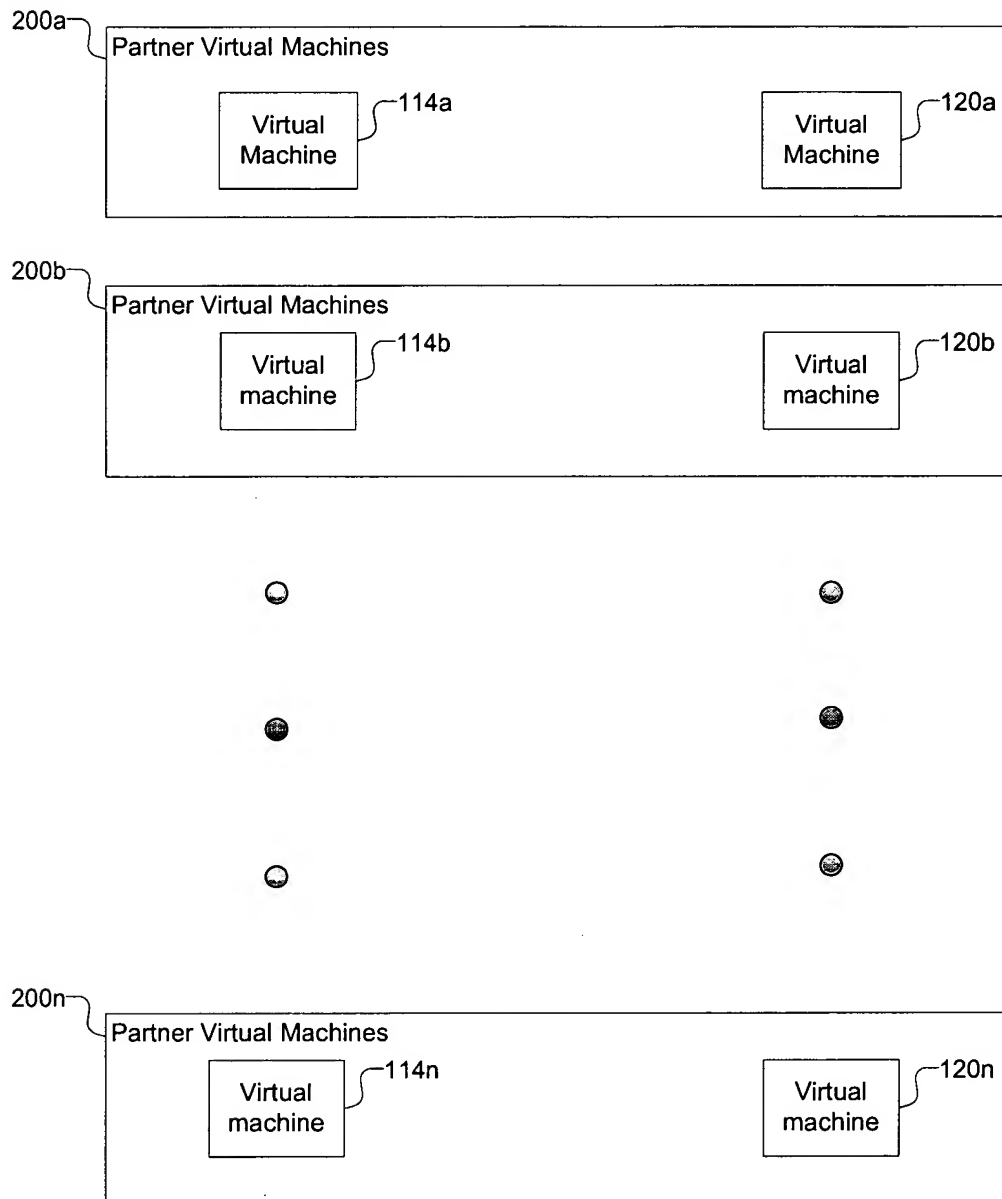 200a
Partner Virtual Machines
114a
120a
Virtual
Machine
Virtual
Machine
200b
Partner Virtual Machines
114b
120b
Virtual
machine
Virtual
machine
200n
Partner Virtual Machines
114n
120n
Virtual
machine
Virtual
machine